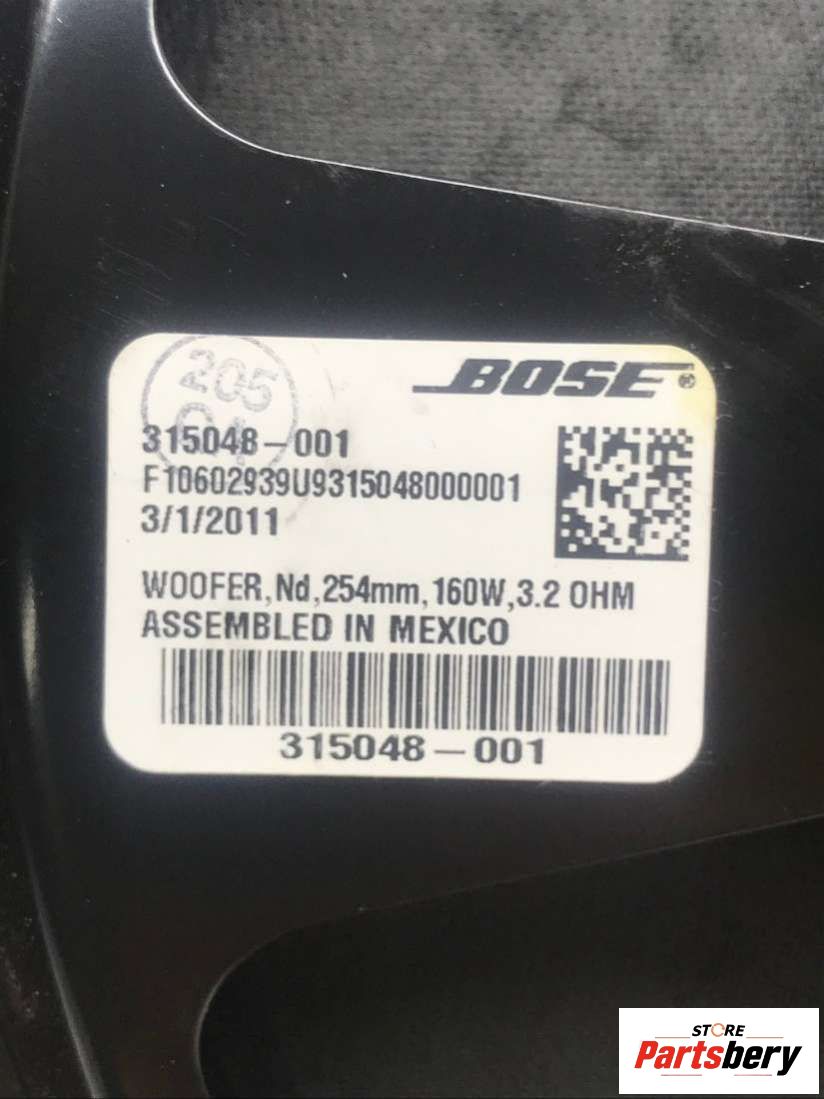 205
BOSE®
315048-001
F10602939U9315048000001
3/1/2011
WOOFER,Nd,254mm,160W,3.2 OHM
ASSEMBLED IN MEXICO
315048-001
STORE
Partsbery